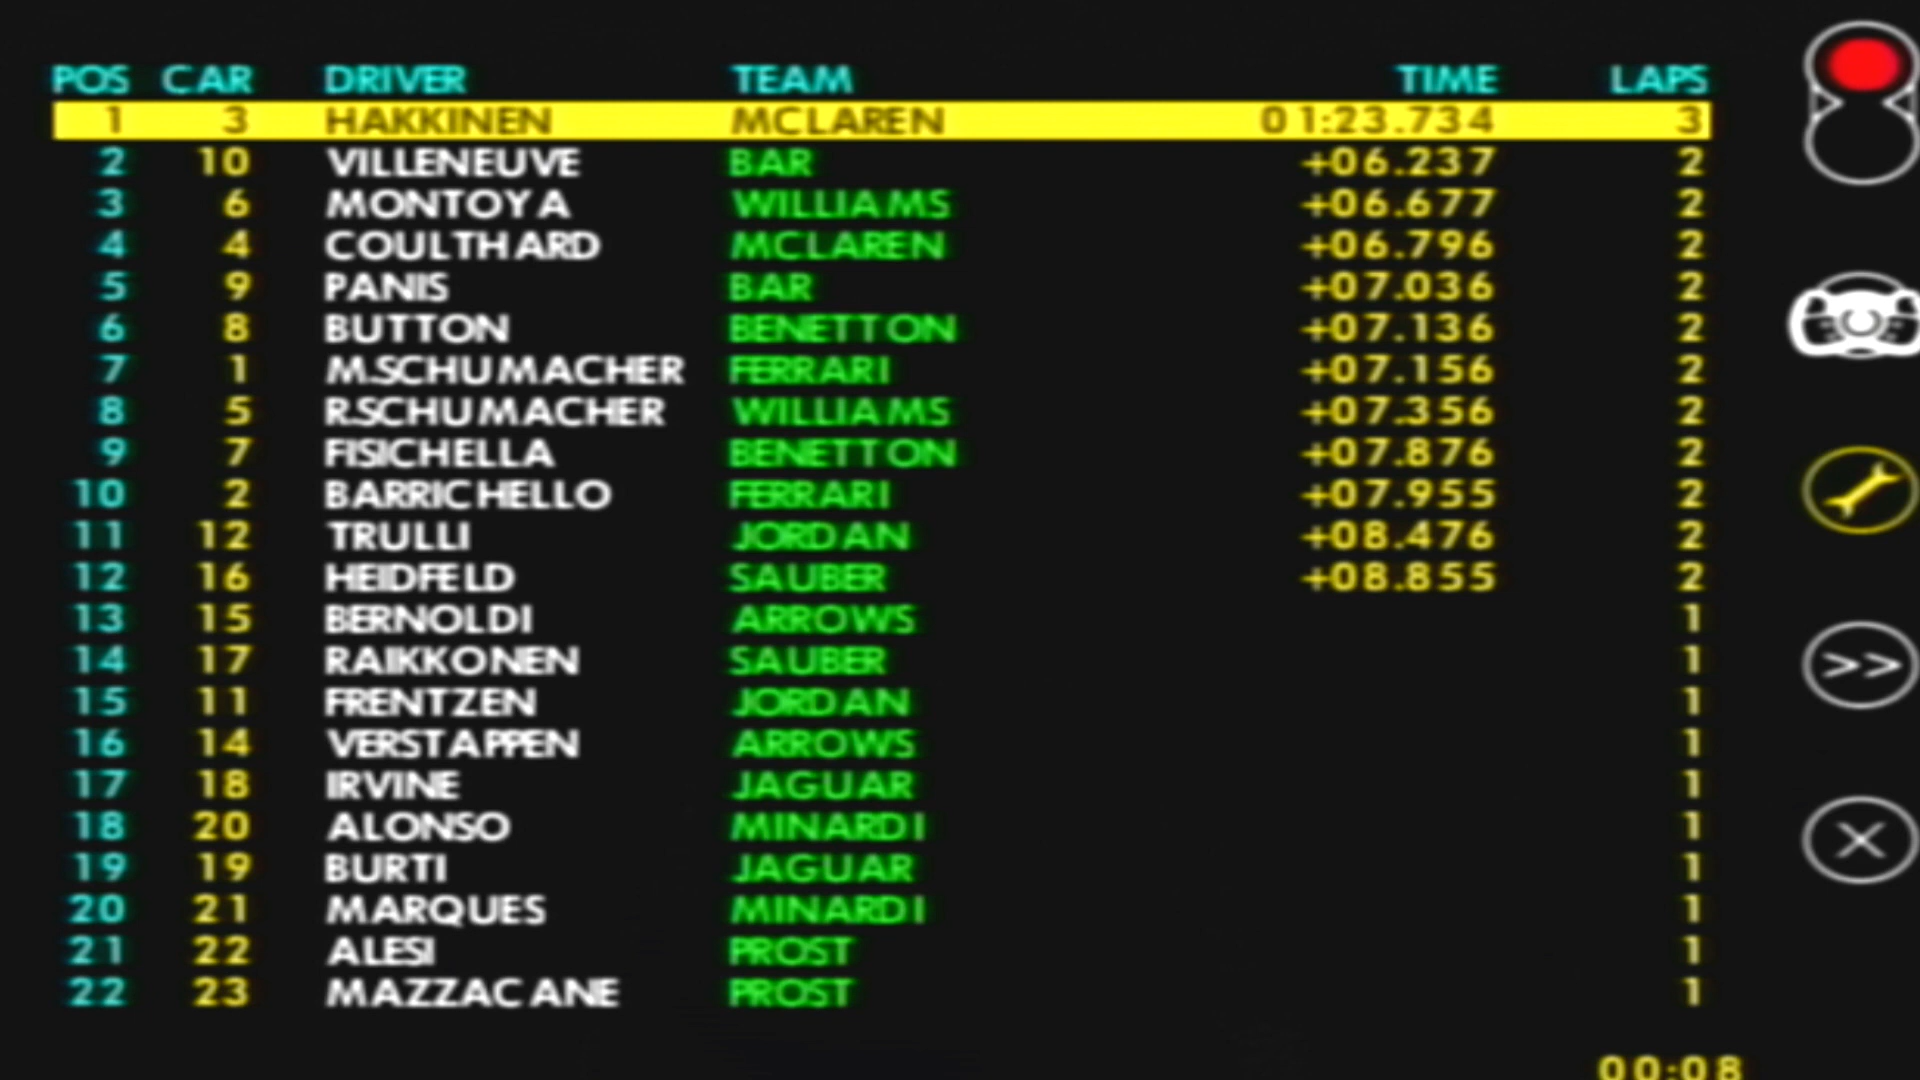 POS CAR DRIVER TEAM TIME LAPS
1 3 HAKKINEN MCLAREN 01:23.734 3
2 10 VILLENEUVE BAR +06.237 2
3 6 MONTOYA WILLIAMS +06.677 2
4 4 COULTHARD MCLAREN +06.796 2
5 9 PANIS BAR +07.036 2
6 8 BUTTON BENETTON +07.136 2
7 1 M.SCHUMACHER FERRARI +07.156 2
8 5 R.SCHUMACHER WILLIAMS +07.356 2
9 7 FISICHELLA BENETTON +07.876 2
10 2 BARRICHELLO FERRARI +07.955 2
11 12 TRULLI JORDAN +08.476 2
12 16 HEIDFELD SAUBER +08.855 2
13 15 BERNOLDI ARROWS 1
14 17 RAIKKONEN SAUBER 1
15 11 FRENTZEN JORDAN 1
16 14 VERSTAPPEN ARROWS 1
17 18 IRVINE JAGUAR 1
18 20 ALONSO MINARDI 1
19 19 BURTI JAGUAR 1
20 21 MARQUES MINARDI 1
21 22 ALESI PROST 1
22 23 MAZZACANE PROST 1
00:08